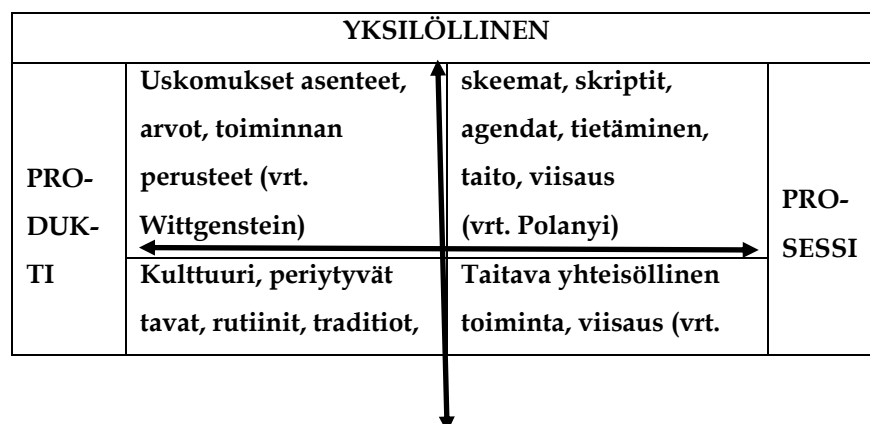 YKSILÖLLINEN
PRO-
DUK-
TI
Uskomukset asenteet,
arvot, toiminnan
perusteet (vrt.
Wittgenstein)
skeemat, skriptit,
agendat, tietäminen,
taito, viisaus
(vrt. Polanyi)
PRO-
SESSI
Kulttuuri, periytyvät
tavat, rutiinit, traditiot,
Taitava yhteisöllinen
toiminta, viisaus (vrt.